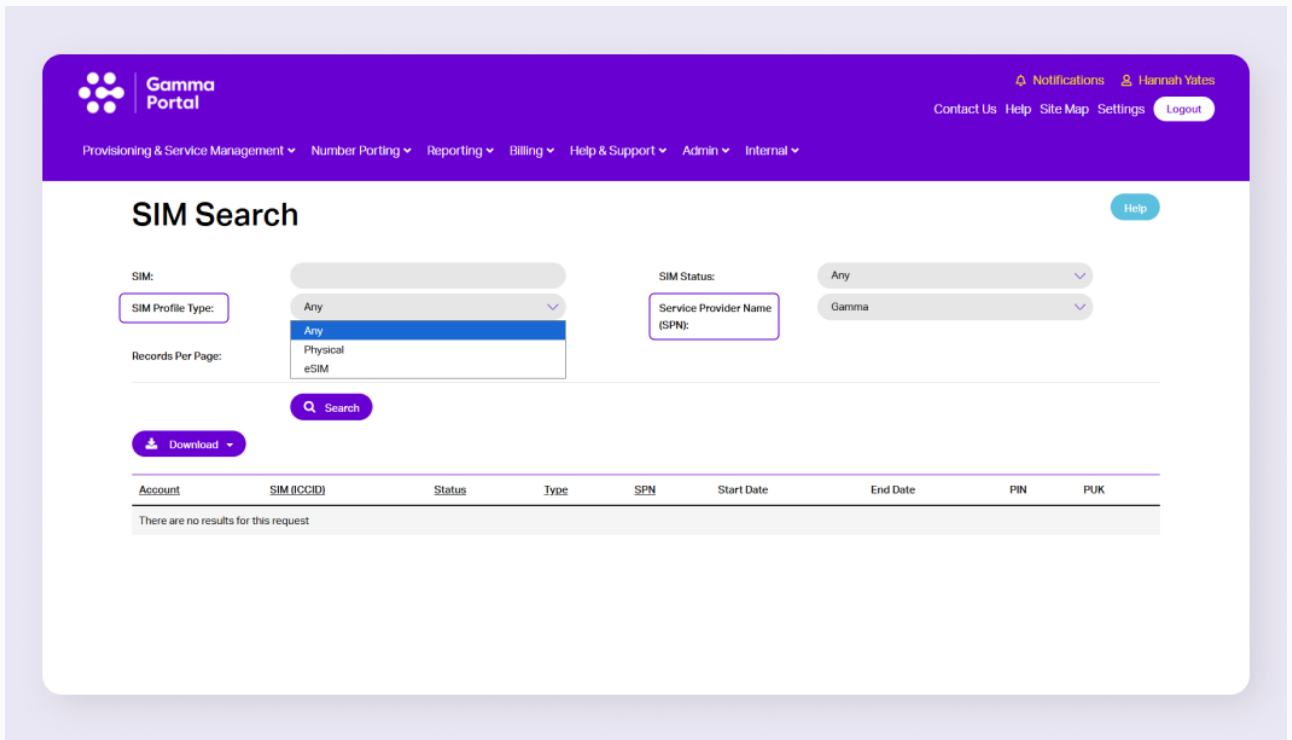 Gamma
Portal
Notifications Hannah Yates
Contact Us Help Site Map Settings Logout
Provisioning & Service Management Number Porting Reporting Billing Help & Support Admin Internal
SIM Search
Help
SIM:
SIM Status: Any
SIM Profile Type: Any
Service Provider Name
(SPN):
Gamma
Any
Physical
eSIM
Records Per Page:
Search
Download
Account SIM (ICCID) Status Type SPN Start Date End Date PIN PUK
There are no results for this request